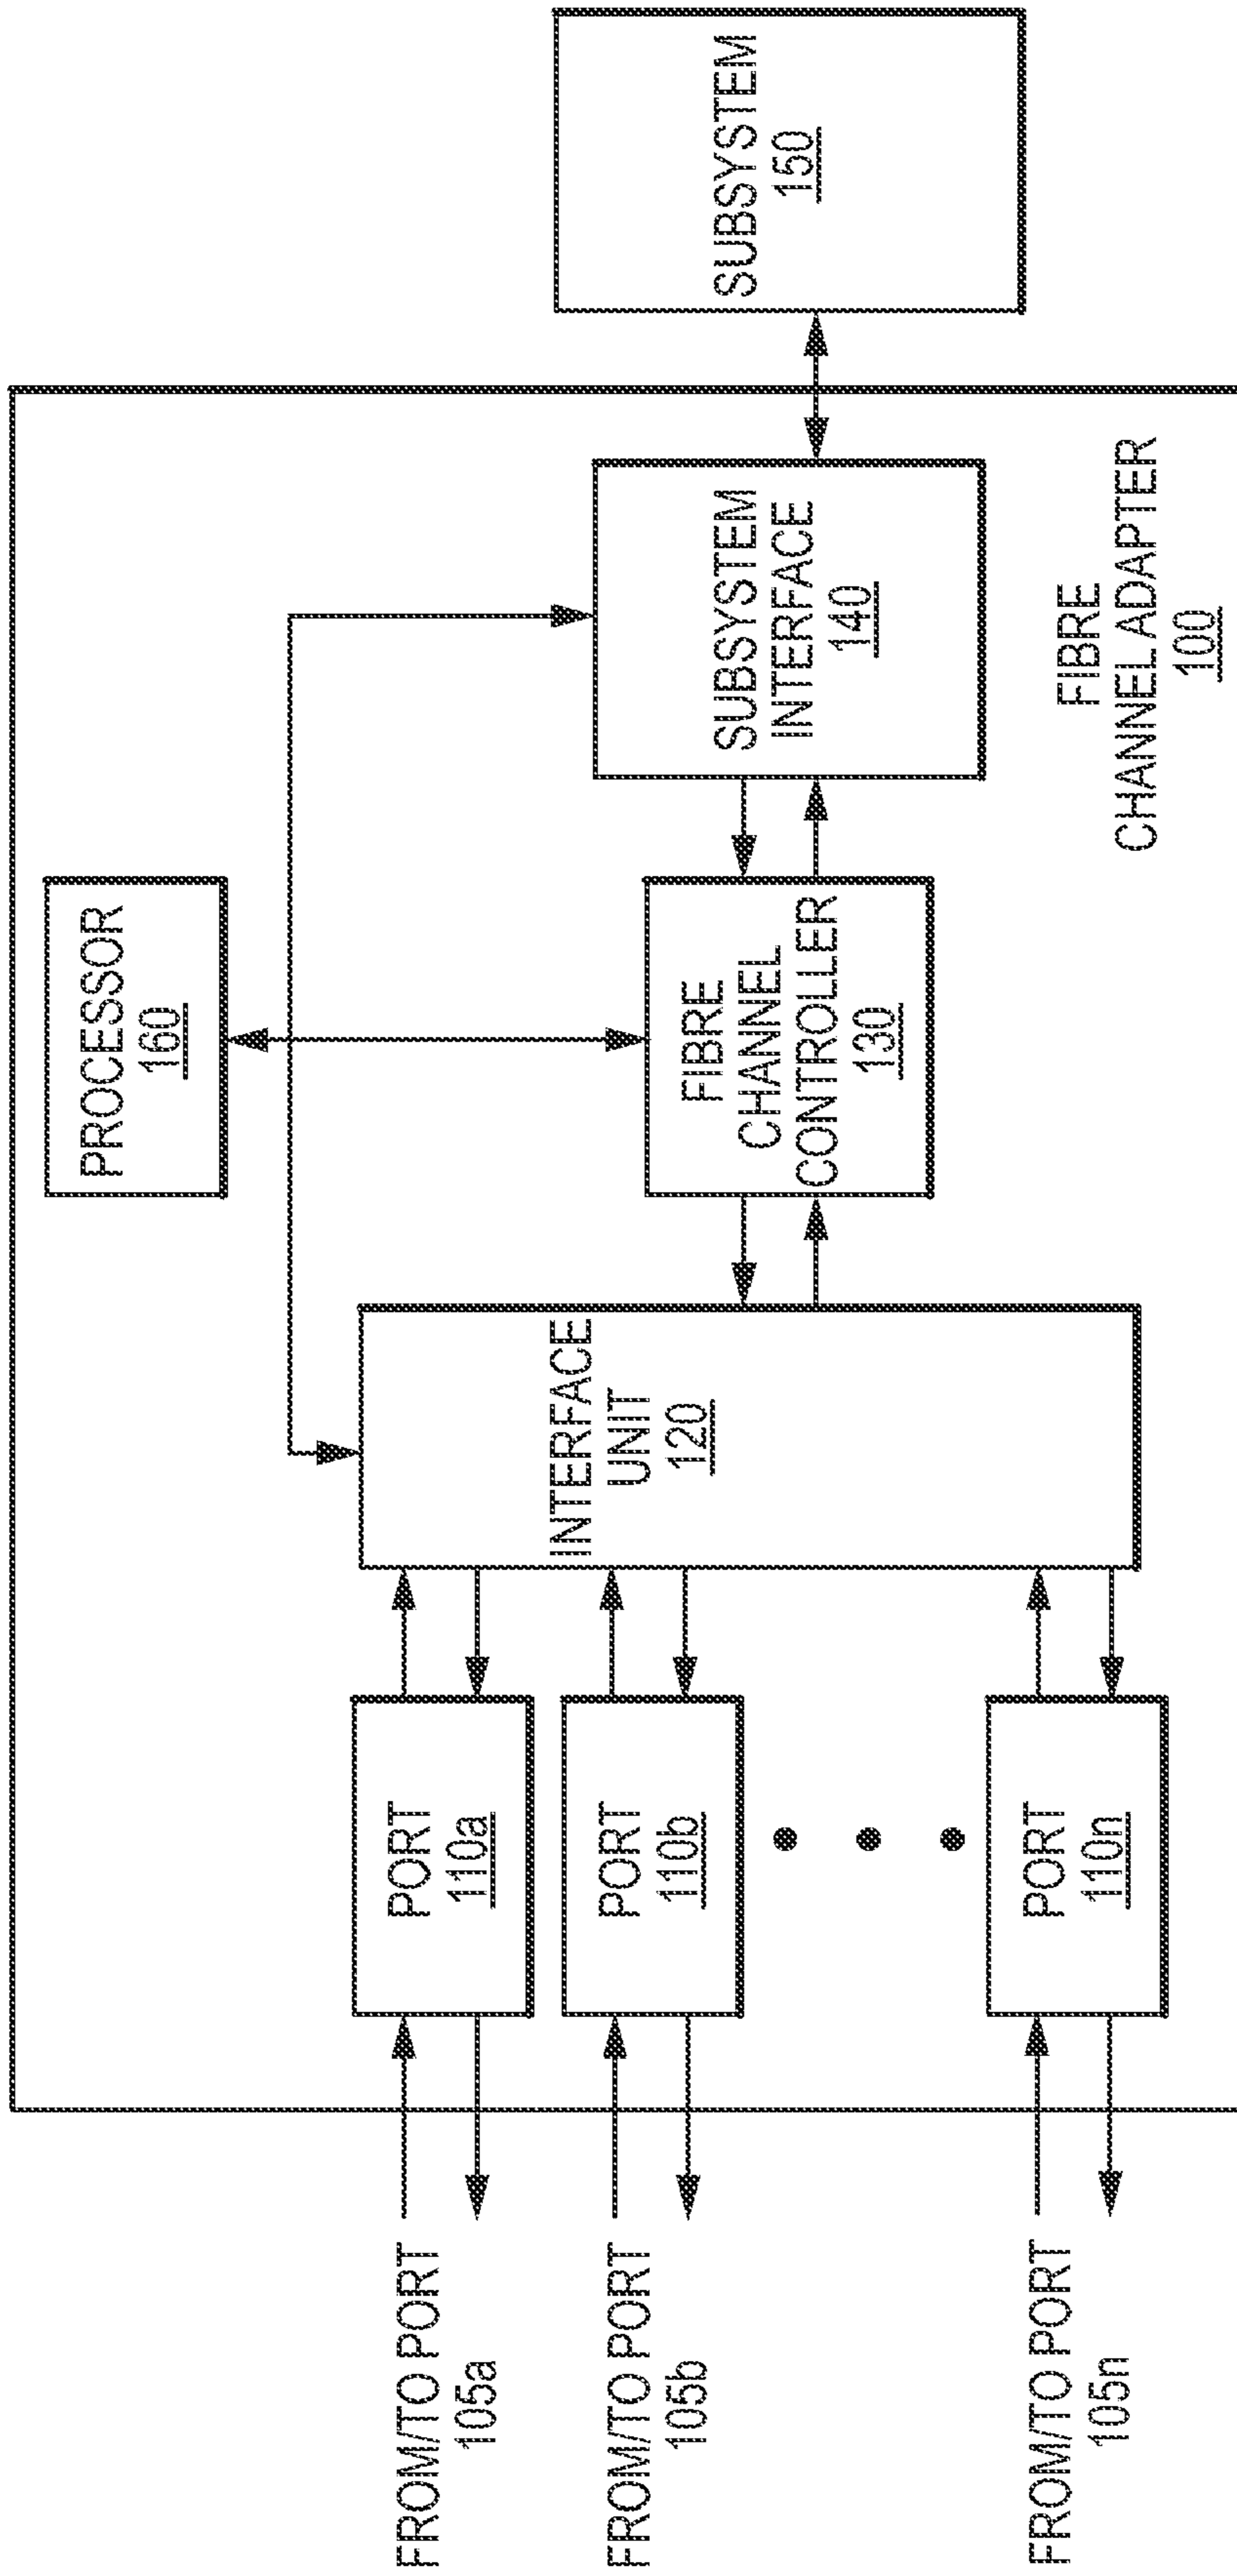 PROCESSOR
160
FROM/TO PORT
105a
PORT
110a
FROM/TO PORT
105b
PORT
110b
FROM/TO PORT
105n
PORT
110n
INTERFACE
UNIT
120
FIBRE
CHANNEL
CONTROLLER
130
SUBSYSTEM
INTERFACE
140
SUBSYSTEM
150
FIBRE
CHANNEL ADAPTER
100